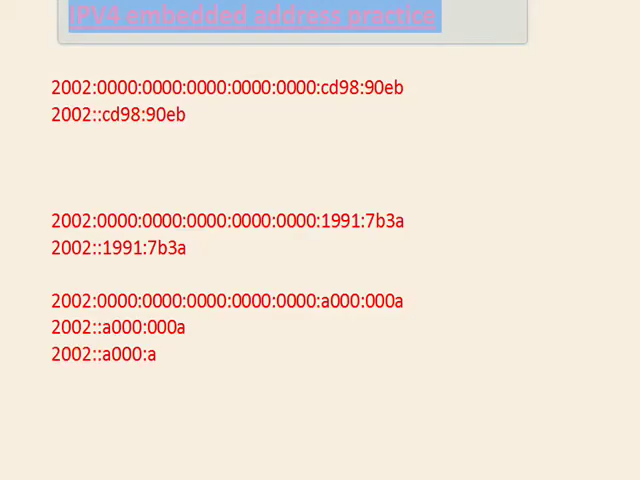 IPV4 embedded address practice
2002:0000:0000:0000:0000:0000:cd98:90eb
2002::cd98:90eb
2002:0000:0000:0000:0000:0000:1991:7b3a
2002::1991:7b3a
2002:0000:0000:0000:0000:0000:a000:000a
2002::a000:000a
2002::a000:a